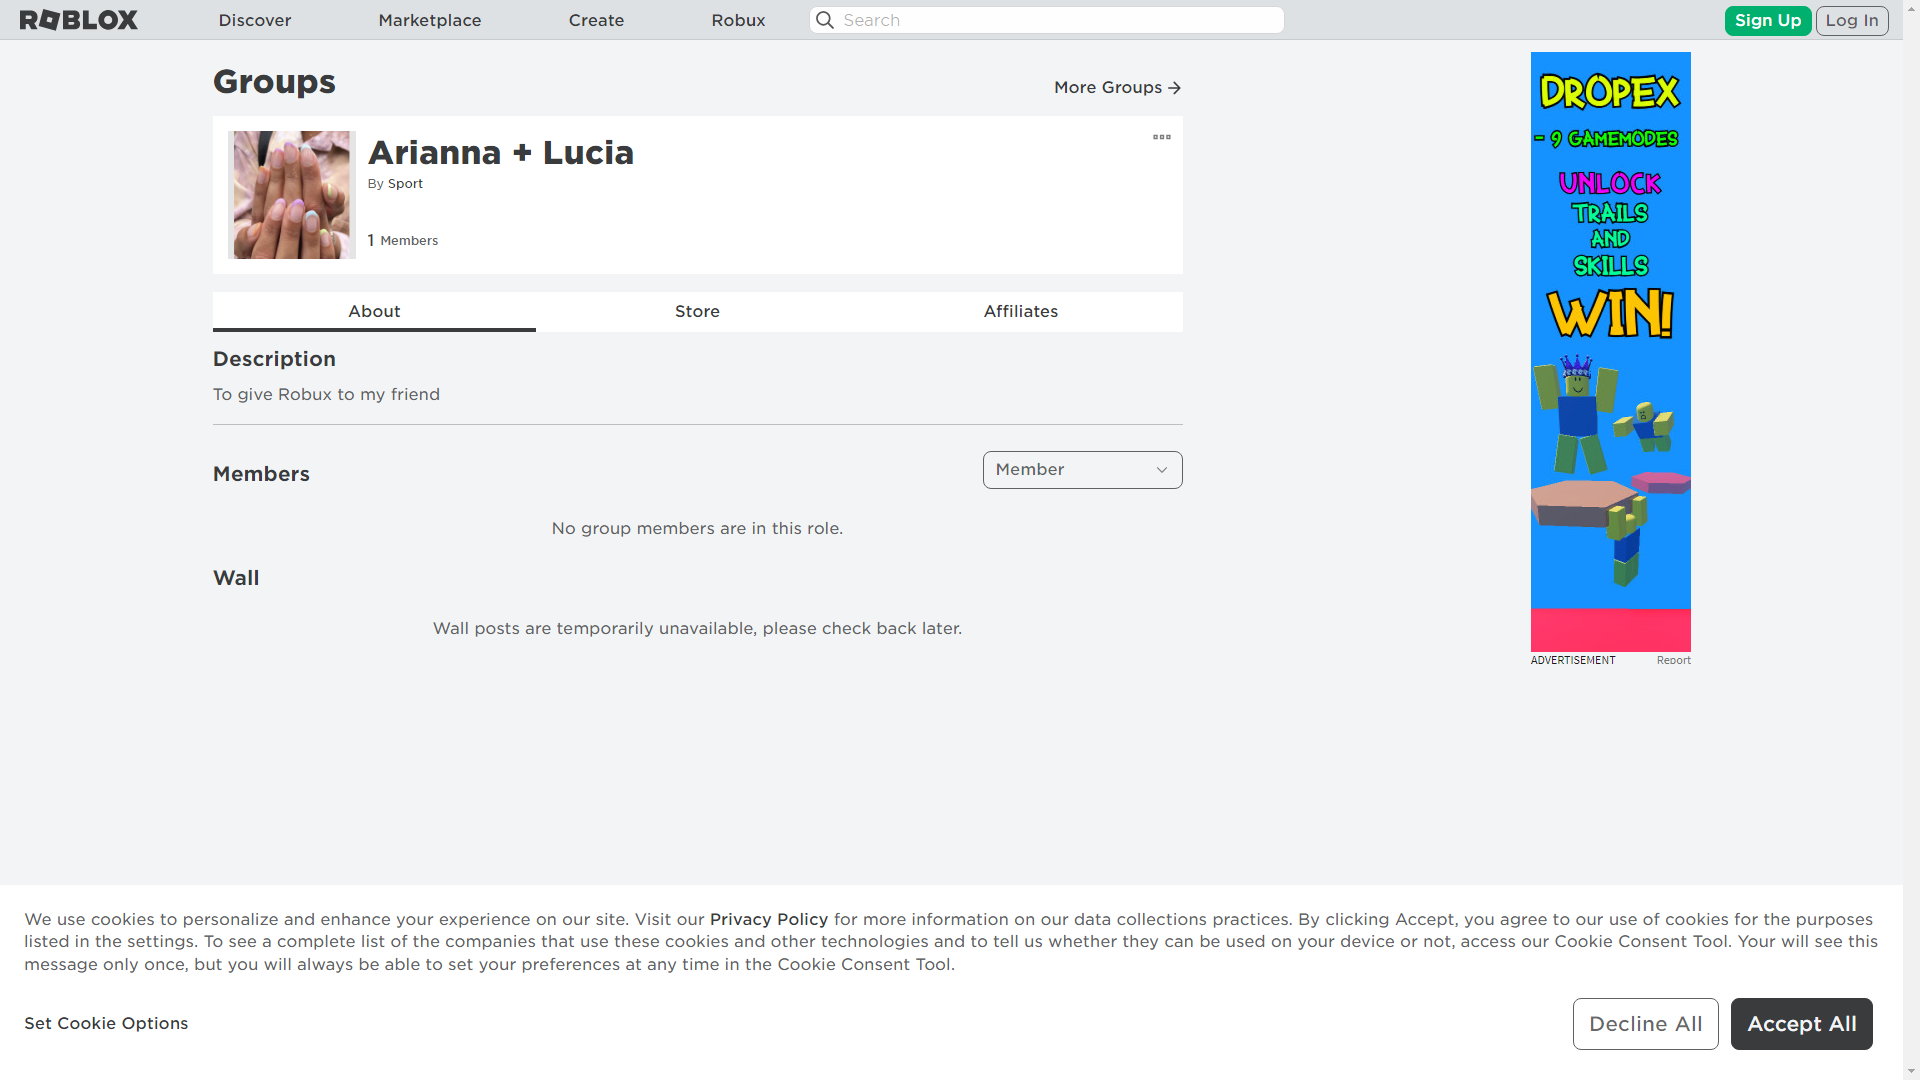 ROBLOX
Discover
Marketplace
Create
Robux
Search
Sign Up
Log In
Groups
More Groups
Arianna + Lucia
By Sport
1 Members
About
Store
Affiliates
Description
To give Robux to my friend
Members
Member
No group members are in this role.
Wall
Wall posts are temporarily unavailable, please check back later.
DROPEX
- 9 GAMEMODES
UNLOCK
TRAILS
AND
SKILLS
WIN!
ADVERTISEMENT
Report
We use cookies to personalize and enhance your experience on our site. Visit our Privacy Policy for more information on our data collections practices. By clicking Accept, you agree to our use of cookies for the purposes
listed in the settings. To see a complete list of the companies that use these cookies and other technologies and to tell us whether they can be used on your device or not, access our Cookie Consent Tool. Your will see this
message only once, but you will always be able to set your preferences at any time in the Cookie Consent Tool.
Set Cookie Options
Decline All
Accept All